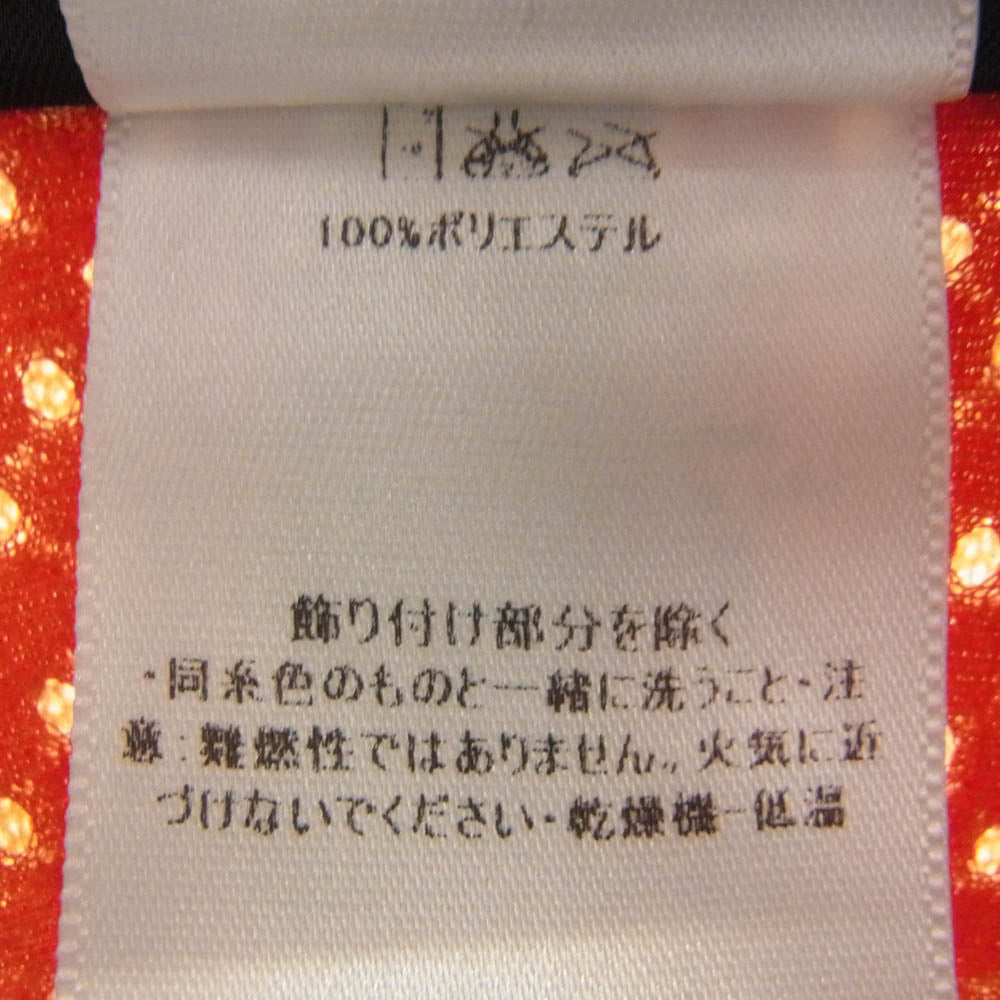 100%ポリエステル
飾り付け部分を除く
・同系色のものと一緒に洗うこと・注
意：難燃性ではありません。火気に近
づけないでください・乾燥機－低温